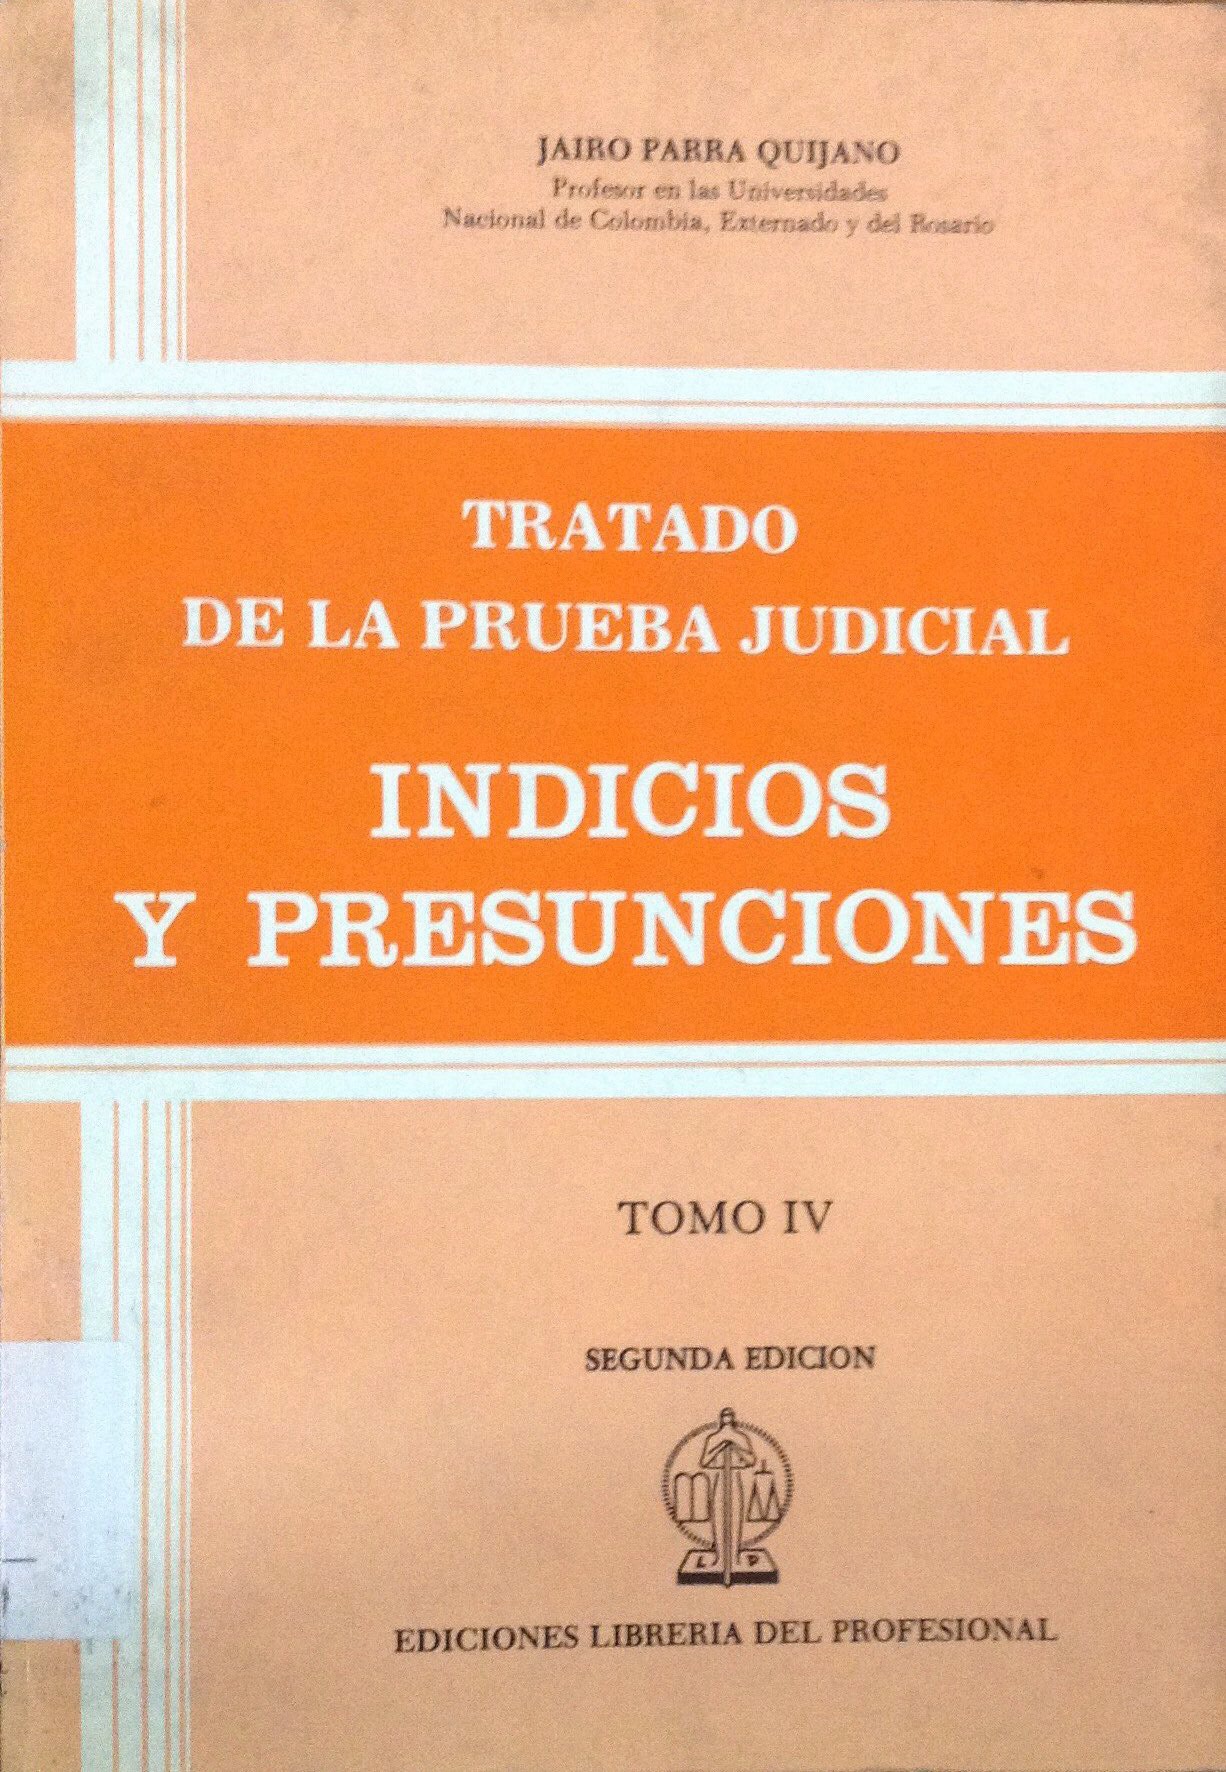 JAIRO PARRA QUIJANO
Profesor en las Universidades
Nacional de Colombia, Externado y del Rosario
TRATADO
DE LA PRUEBA JUDICIAL
INDICIOS
Y PRESUNCIONES
TOMO IV
SEGUNDA EDICION
L P
EDICIONES LIBRERIA DEL PROFESIONAL